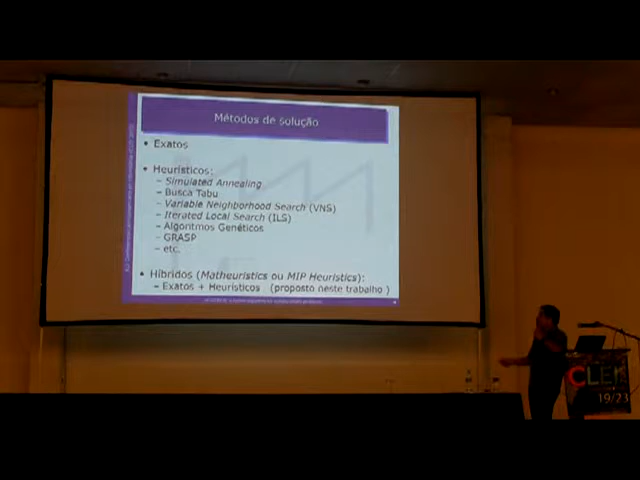 Métodos de solução
• Exatos
• Heurísticos:
– Simulated Annealing
– Busca Tabu
– Variable Neighborhood Search (VNS)
– Iterated Local Search (ILS)
– Algoritmos Genéticos
– GRASP
– etc.
• Híbridos (Matheuristics ou MIP Heuristics):
– Exatos + Heurísticos (proposto neste trabalho )
CLEI
19/23